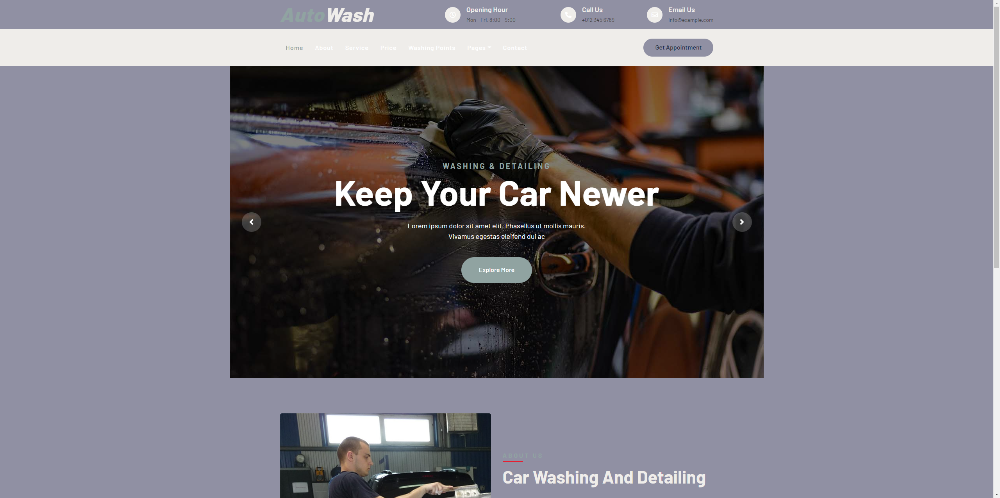 AutoWash
Opening Hour
Mon - Fri, 8:00 - 9:00
Call Us
+012 345 6789
Email Us
info@example.com
Home About Service Price Washing Points Pages Contact
Get Appointment
WASHING & DETAILING
Keep Your Car Newer
Lorem ipsum dolor sit amet elit. Phasellus ut mollis mauris.
Vivamus egestas eleifend dui ac
Explore More
ABOUT US
Car Washing And Detailing